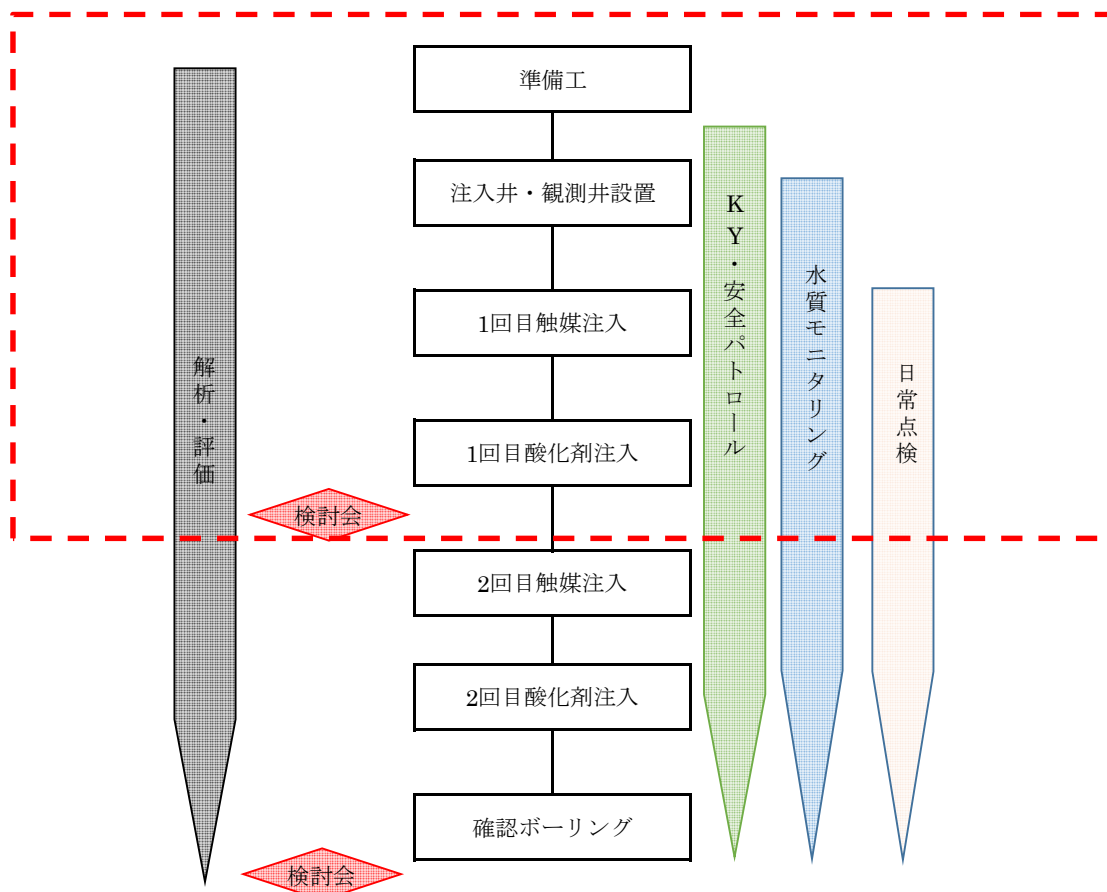 準備工
注入井・観測井設置
1回目触媒注入
1回目酸化剤注入
検討会
2回目触媒注入
2回目酸化剤注入
確認ボーリング
検討会
解析・評価
KY・安全パトロール
水質モニタリング
日常点検